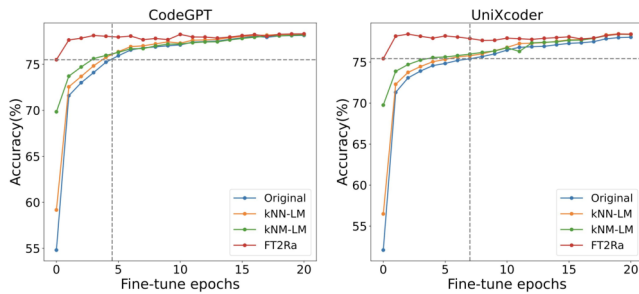 CodeGPT
Accuracy(%)
75
70
65
60
55
0
5
10
15
20
Fine-tune epochs
Original
kNN-LM
kNM-LM
FT2Ra
UniXcoder
Accuracy(%)
75
70
65
60
55
0
5
10
15
20
Fine-tune epochs
Original
kNN-LM
kNM-LM
FT2Ra